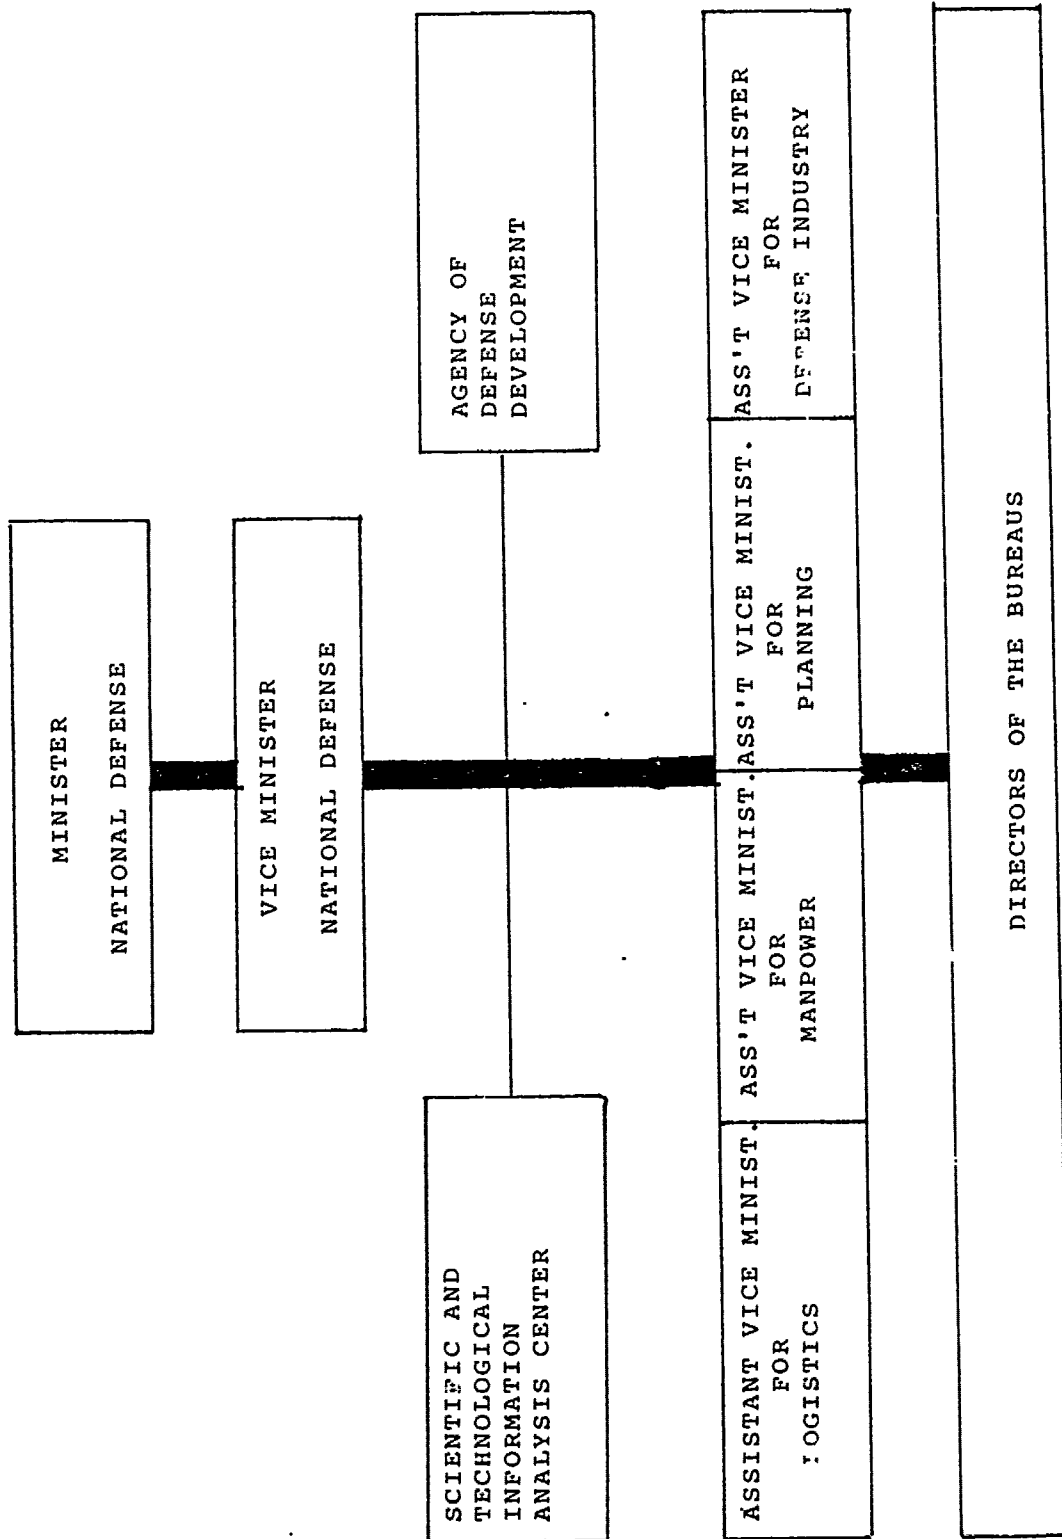 MINISTER
NATIONAL DEFENSE
VICE MINISTER
NATIONAL DEFENSE
SCIENTIFIC AND
TECHNOLOGICAL
INFORMATION
ANALYSIS CENTER
AGENCY OF
DEFENSE
DEVELOPMENT
ASSISTANT VICE MINIST.
FOR
LOGISTICS
ASS'T VICE MINIST.
FOR
MANPOWER
ASS'T VICE MINIST.
FOR
PLANNING
ASS'T VICE MINISTER
FOR
DEFENSE INDUSTRY
DIRECTORS OF THE BUREAUS